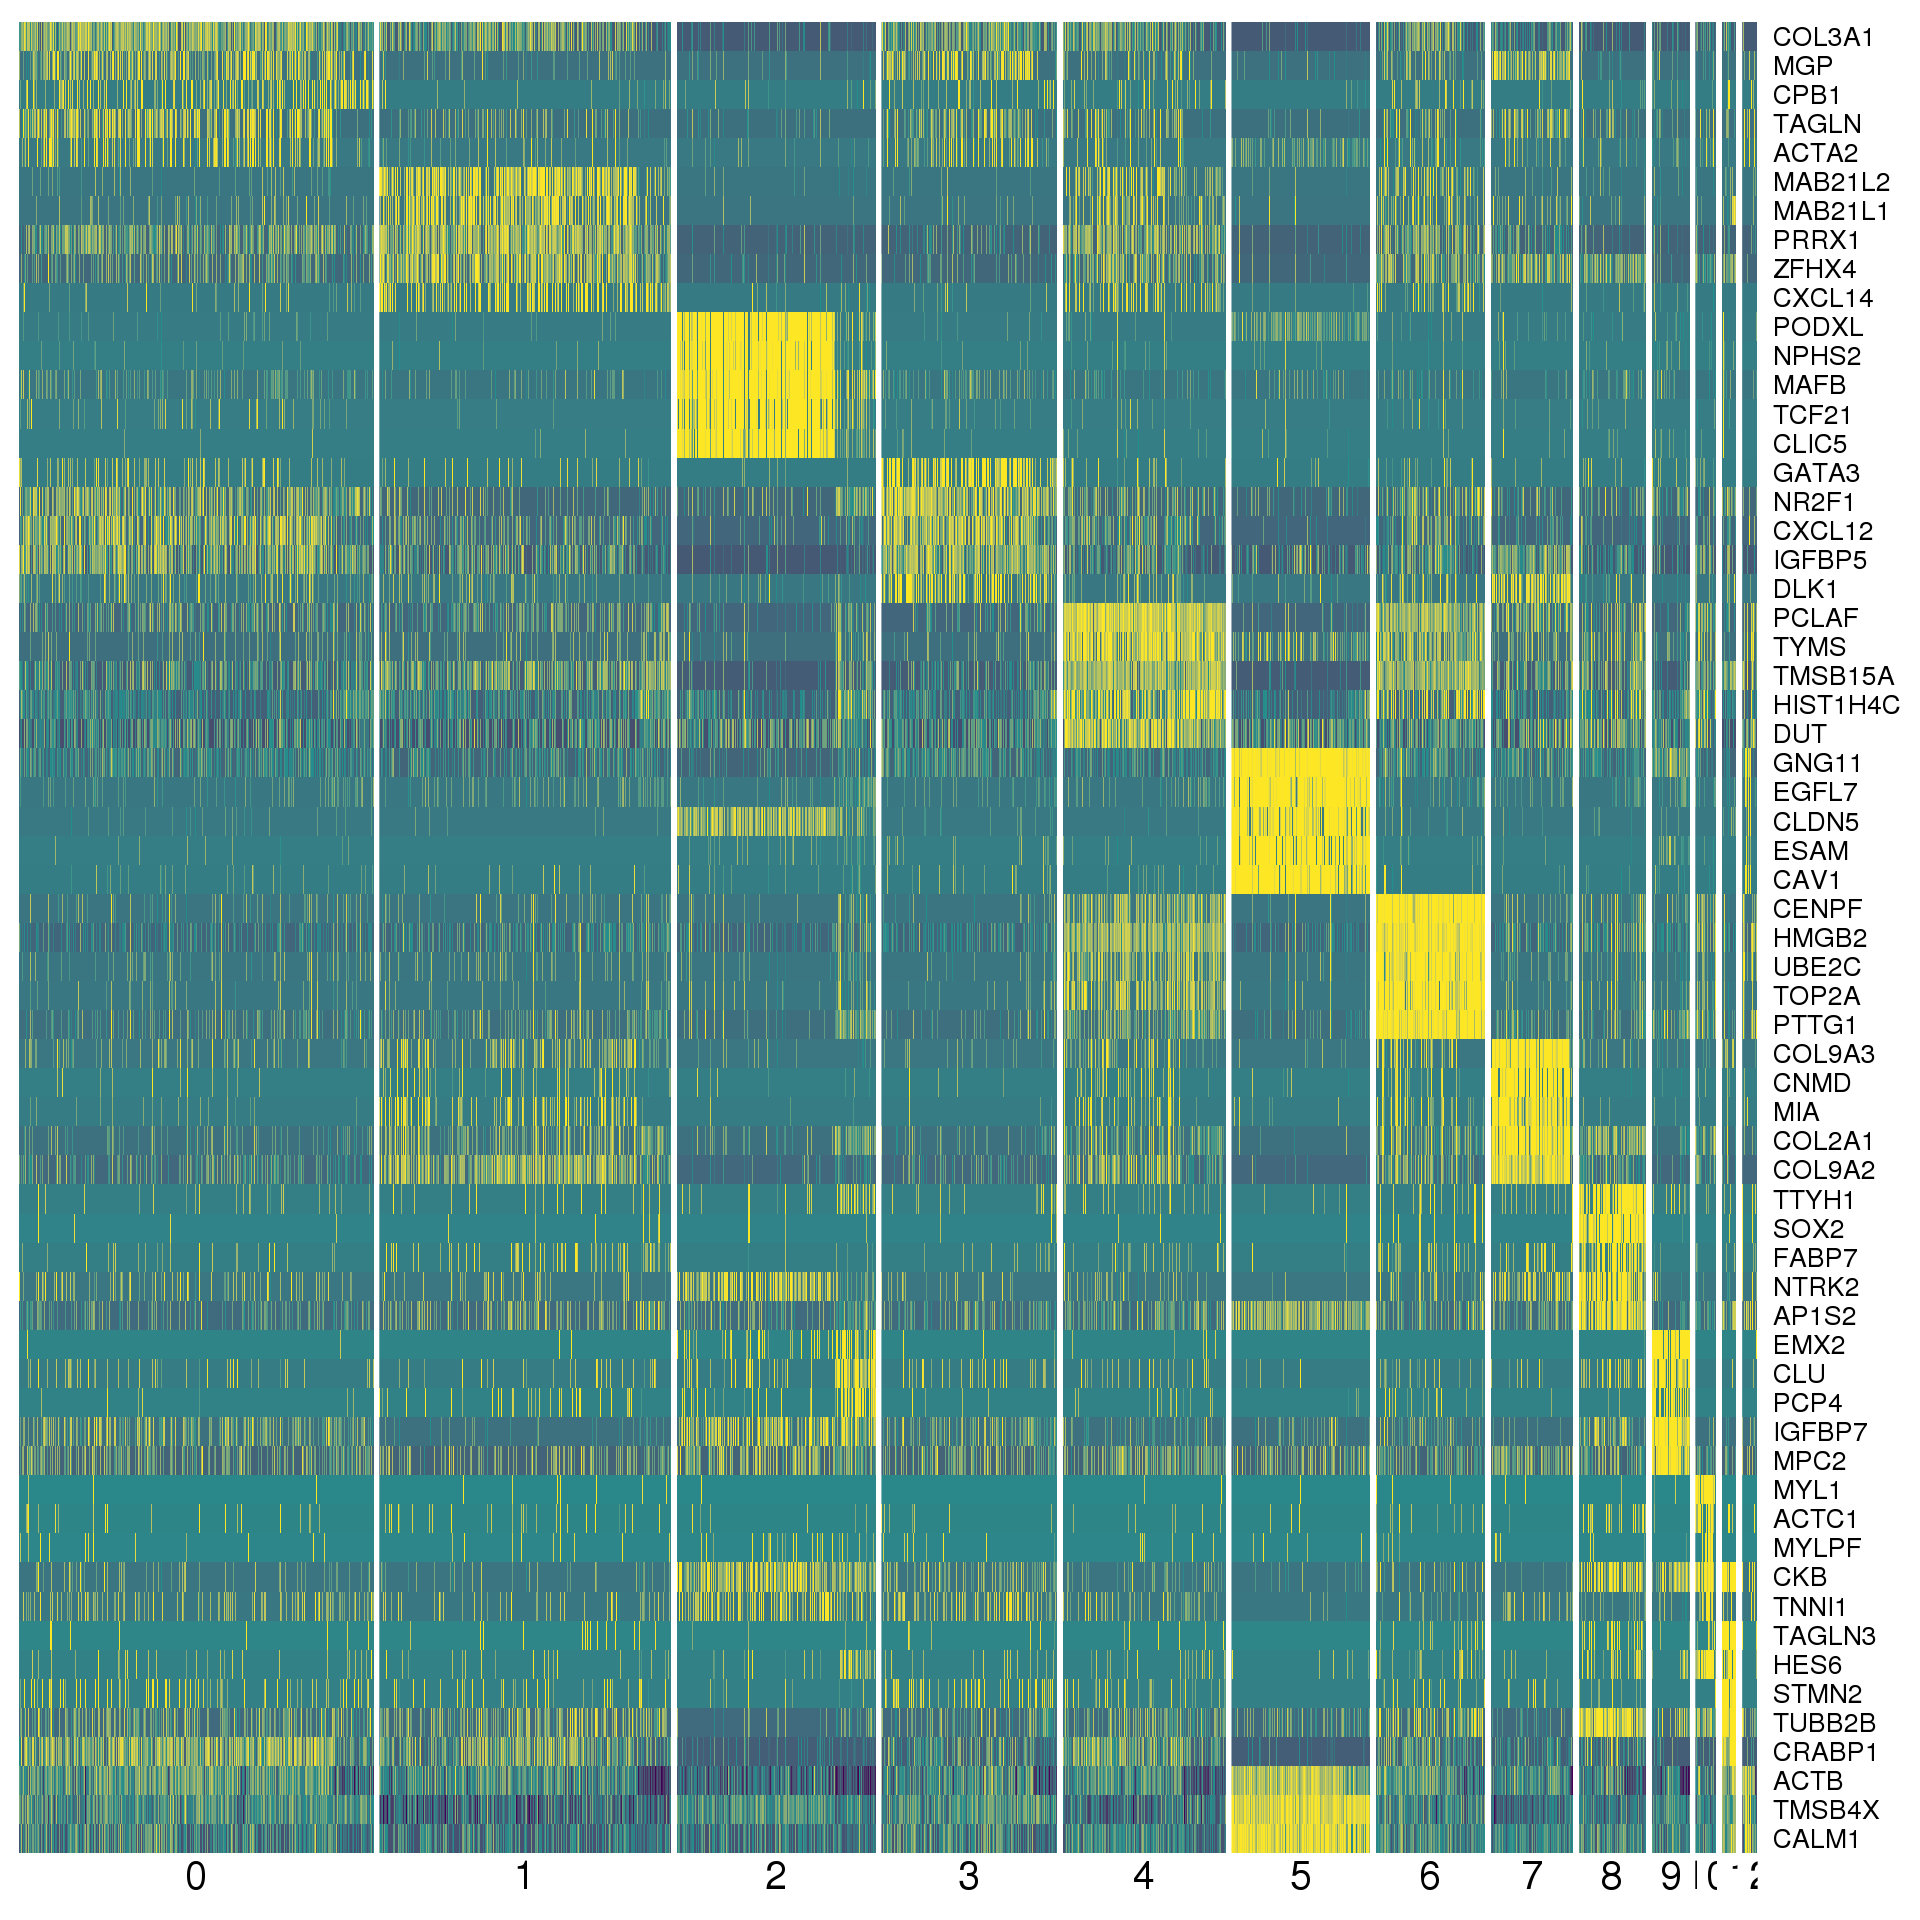 COL3A1
MGP
CPB1
TAGLN
ACTA2
MAB21L2
MAB21L1
PRRX1
ZFHX4
CXCL14
PODXL
NPHS2
MAFB
TCF21
CLIC5
GATA3
NR2F1
CXCL12
IGFBP5
DLK1
PCLAF
TYMS
TMSB15A
HIST1H4C
DUT
GNG11
EGFL7
CLDN5
ESAM
CAV1
CENPF
HMGB2
UBE2C
TOP2A
PTTG1
COL9A3
CNMD
MIA
COL2A1
COL9A2
TTYH1
SOX2
FABP7
NTRK2
AP1S2
EMX2
CLU
PCP4
IGFBP7
MPC2
MYL1
ACTC1
MYLPF
CKB
TNNI1
TAGLN3
HES6
STMN2
TUBB2B
CRABP1
ACTB
TMSB4X
CALM1
0 1 2 3 4 5 6 7 8 9